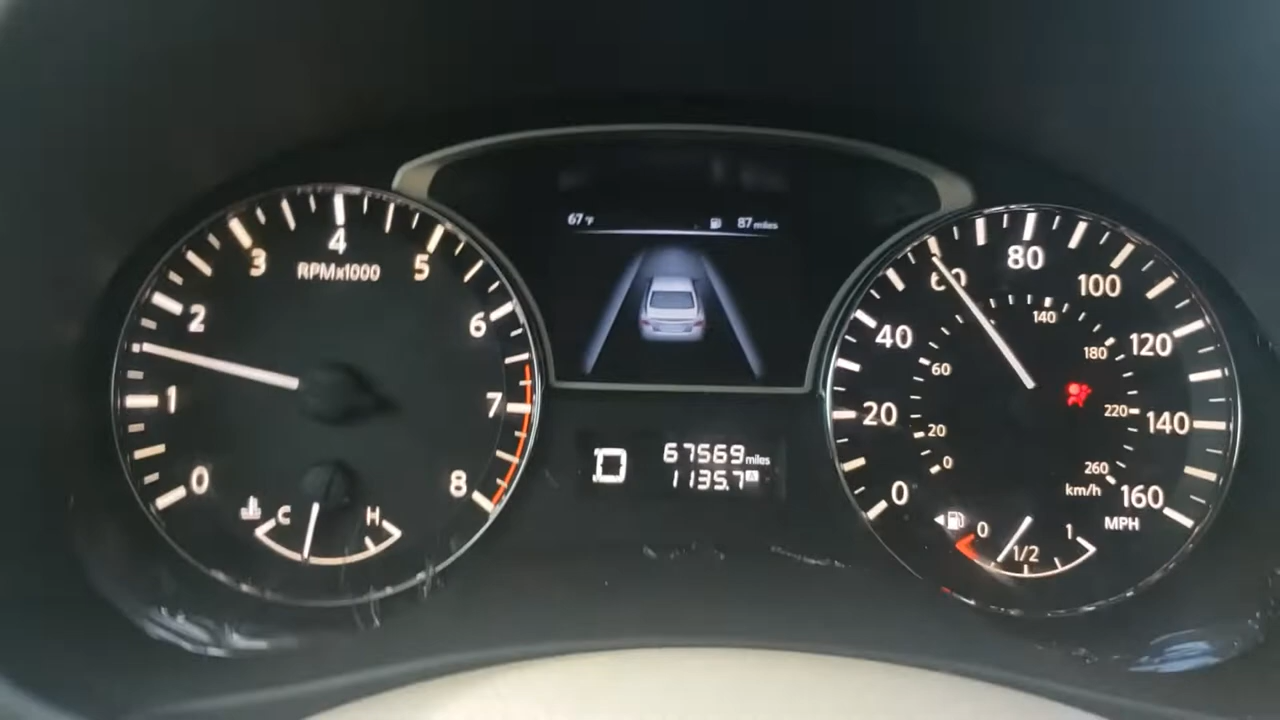 67°F 87 miles
0 1 2 3 4 5 6 7 8
RPMx1000
C H
67569 miles
1135.7 A
0 20 40 60 80 100 120 140 160
MPH
0 20 60 140 180 220 260
km/h
0 1/2 1